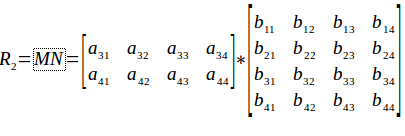 R₂=MN=[a₃₁ a₃₂ a₃₃ a₃₄]*[b₁₁ b₁₂ b₁₃ b₁₄]
[a₄₁ a₄₂ a₄₃ a₄₄] [b₂₁ b₂₂ b₂₃ b₂₄]
[b₃₁ b₃₂ b₃₃ b₃₄]
[b₄₁ b₄₂ b₄₃ b₄₄]